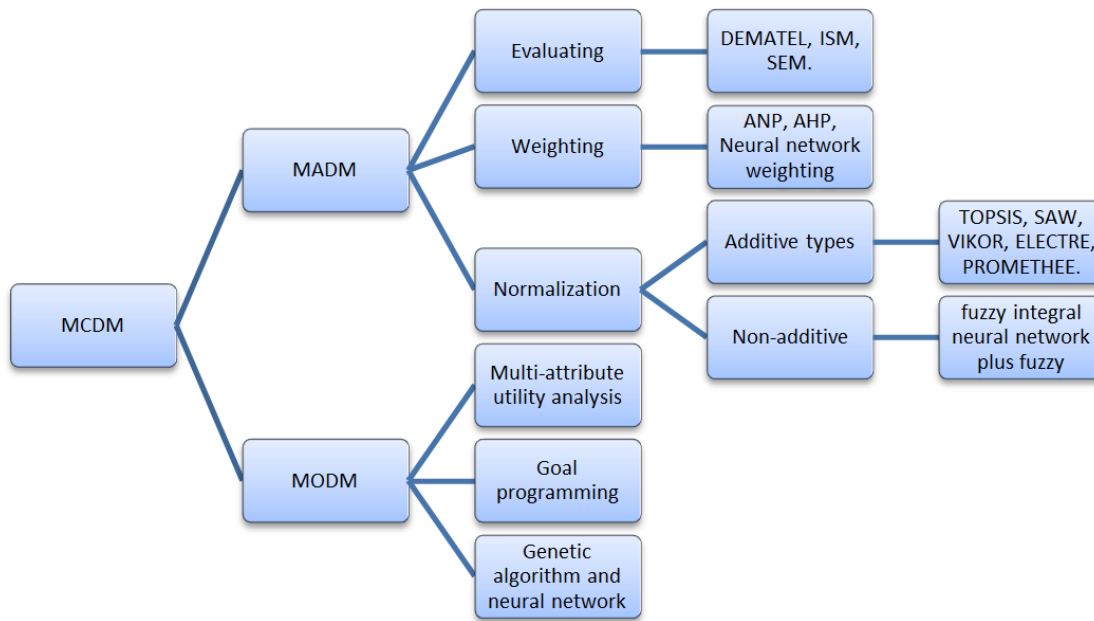 MCDM
MADM
Evaluating
DEMATEL, ISM,
SEM.
Weighting
ANP, AHP,
Neural network
weighting
Normalization
Additive types
TOPSIS, SAW,
VIKOR, ELECTRE,
PROMETHEE.
Non-additive
fuzzy integral
neural network
plus fuzzy
MODM
Multi-attribute
utility analysis
Goal
programming
Genetic
algorithm and
neural network